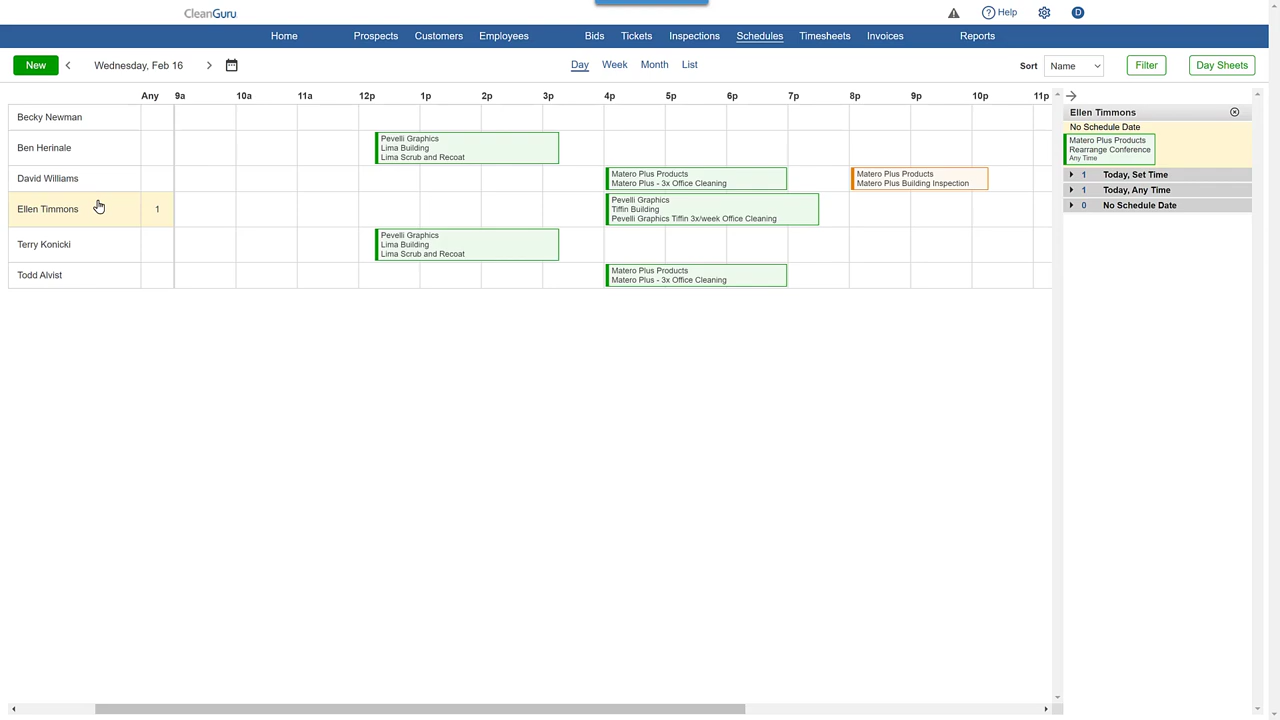 CleanGuru
Help
D
Home Prospects Customers Employees Bids Tickets Inspections Schedules Timesheets Invoices Reports
New Wednesday, Feb 16 Day Week Month List Sort Name Filter Day Sheets
Any 9a 10a 11a 12p 1p 2p 3p 4p 5p 6p 7p 8p 9p 10p 11p
Becky Newman
Ben Herinale
Pevelli Graphics
Lima Building
Lima Scrub and Recoat
David Williams
Matero Plus Products
Matero Plus - 3x Office Cleaning
Matero Plus Products
Matero Plus Building Inspection
Ellen Timmons 1
Pevelli Graphics
Tiffin Building
Pevelli Graphics Tiffin 3x/week Office Cleaning
Terry Konicki
Pevelli Graphics
Lima Building
Lima Scrub and Recoat
Todd Alvist
Matero Plus Products
Matero Plus - 3x Office Cleaning
Ellen Timmons
No Schedule Date
Matero Plus Products
Rearrange Conference
Any Time
1 Today, Set Time
1 Today, Any Time
0 No Schedule Date